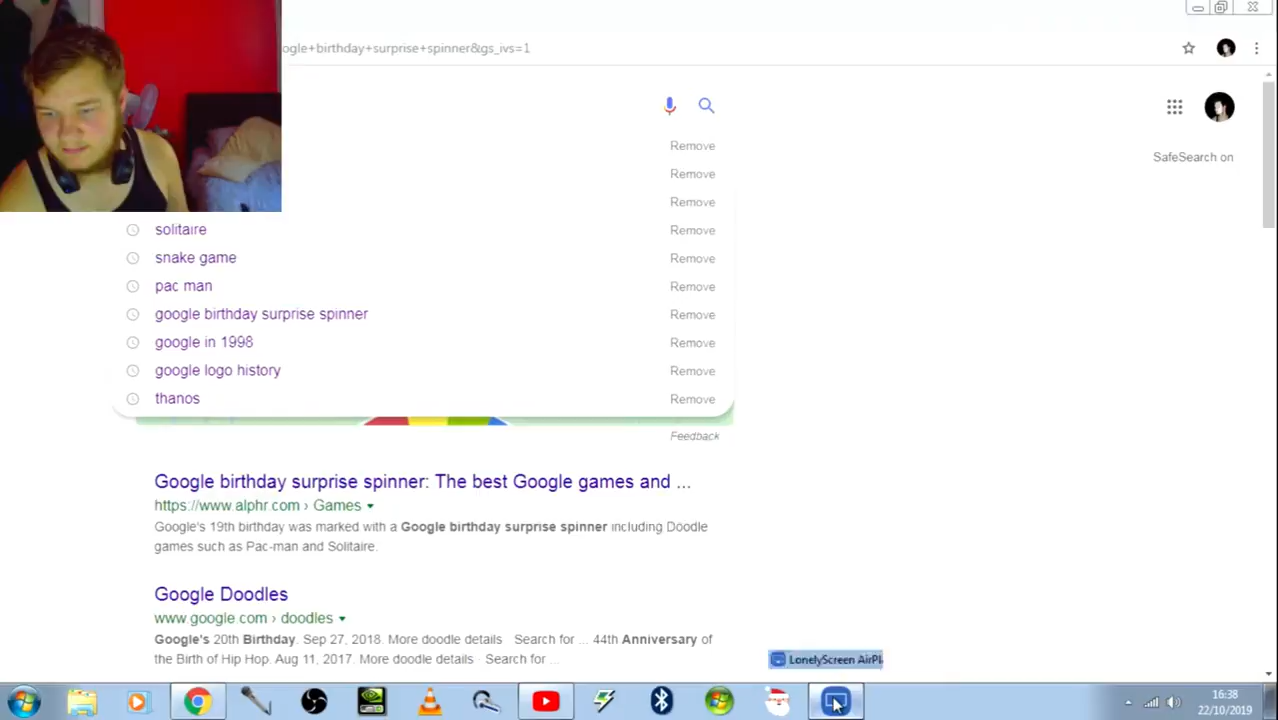 ogle+birthday+surprise+spinner&gs_ivs=1
SafeSearch on
Remove
Remove
Remove
solitaire Remove
snake game Remove
pac man Remove
google birthday surprise spinner Remove
google in 1998 Remove
google logo history Remove
thanos Remove
Feedback
Google birthday surprise spinner: The best Google games and ...
https://www.alphr.com › Games
Google's 19th birthday was marked with a Google birthday surprise spinner including Doodle
games such as Pac-man and Solitaire.
Google Doodles
www.google.com › doodles
Google's 20th Birthday. Sep 27, 2018. More doodle details · Search for ... 44th Anniversary of
the Birth of Hip Hop. Aug 11, 2017. More doodle details · Search for ...
LonelyScreen AirPl
16:38
22/10/2019